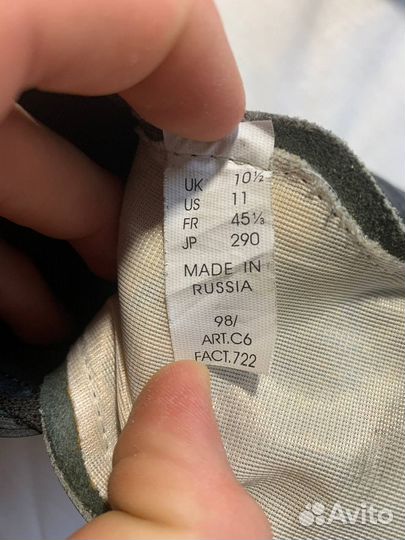 UK 10½
US 11
FR 45⅓
JP 290
MADE IN
RUSSIA
98/
ART.C6
FACT.722
Avito